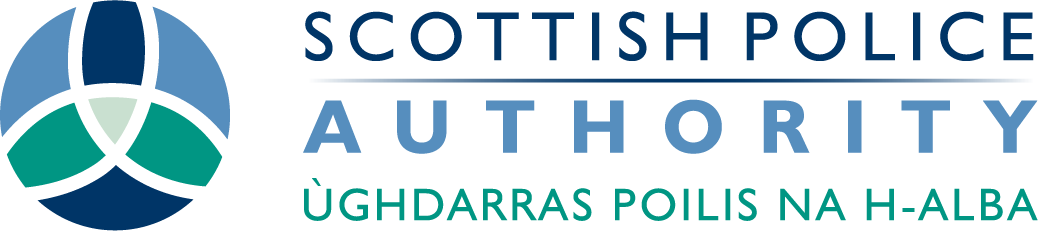 SCOTTISH POLICE
AUTHORITY
ÙGHDARRAS POILIS NA H-ALBA